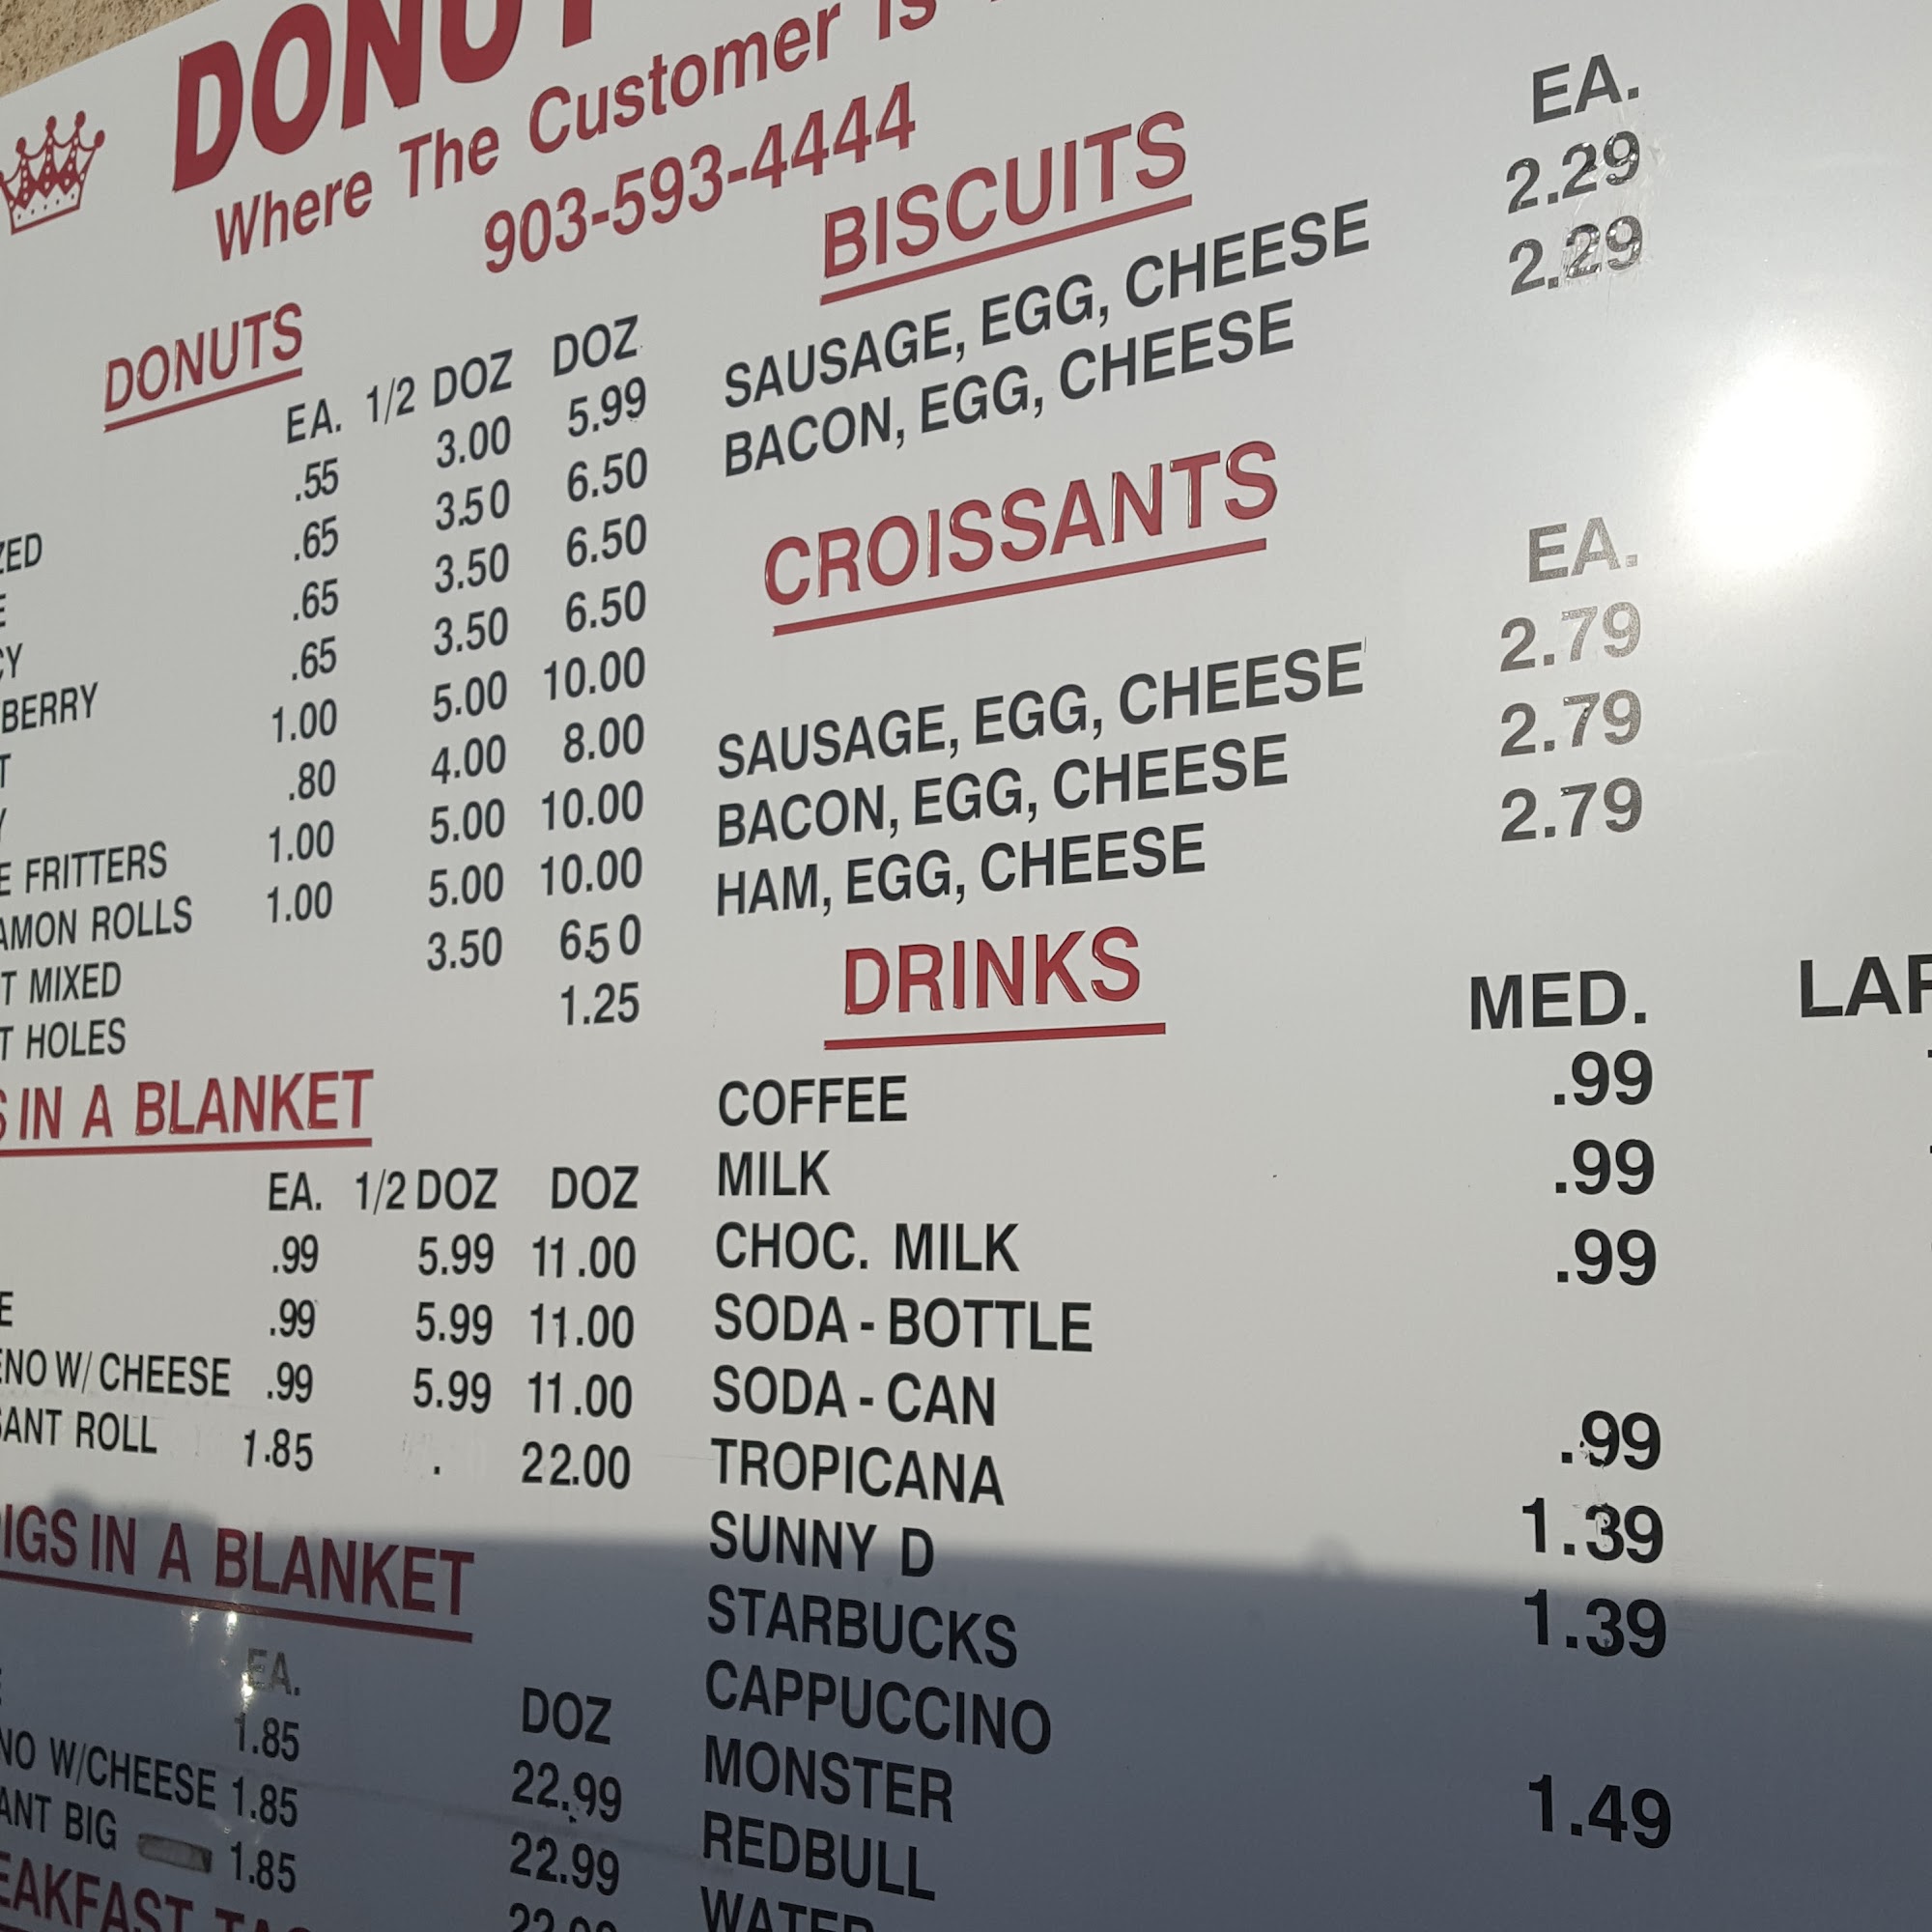 DONUT
Where The Customer is
903-593-4444
DONUTS
EA. 1/2 DOZ DOZ
.55 3.00 5.99
ZED .65 3.50 6.50
E .65 3.50 6.50
CY .65 3.50 6.50
BERRY 1.00 5.00 10.00
T .80 4.00 8.00
Y 1.00 5.00 10.00
E FRITTERS 1.00 5.00 10.00
AMON ROLLS 3.50 6.50
T MIXED 1.25
T HOLES
S IN A BLANKET
EA. 1/2 DOZ DOZ
.99 5.99 11.00
E .99 5.99 11.00
ENO W/ CHEESE .99 5.99 11.00
SANT ROLL 1.85 . 22.00
IGS IN A BLANKET
EA. DOZ
E 1.85 22.99
NO W/CHEESE 1.85 22.99
ANT BIG 1.85 22.99
EAKFAST TAC
BISCUITS
EA.
SAUSAGE, EGG, CHEESE 2.29
BACON, EGG, CHEESE 2.29
CROISSANTS
EA.
SAUSAGE, EGG, CHEESE 2.79
BACON, EGG, CHEESE 2.79
HAM, EGG, CHEESE 2.79
DRINKS
MED. LAR
COFFEE .99
MILK .99
CHOC. MILK .99
SODA - BOTTLE
SODA - CAN .99
TROPICANA 1.39
SUNNY D 1.39
STARBUCKS
CAPPUCCINO 1.49
MONSTER
REDBULL
WATER